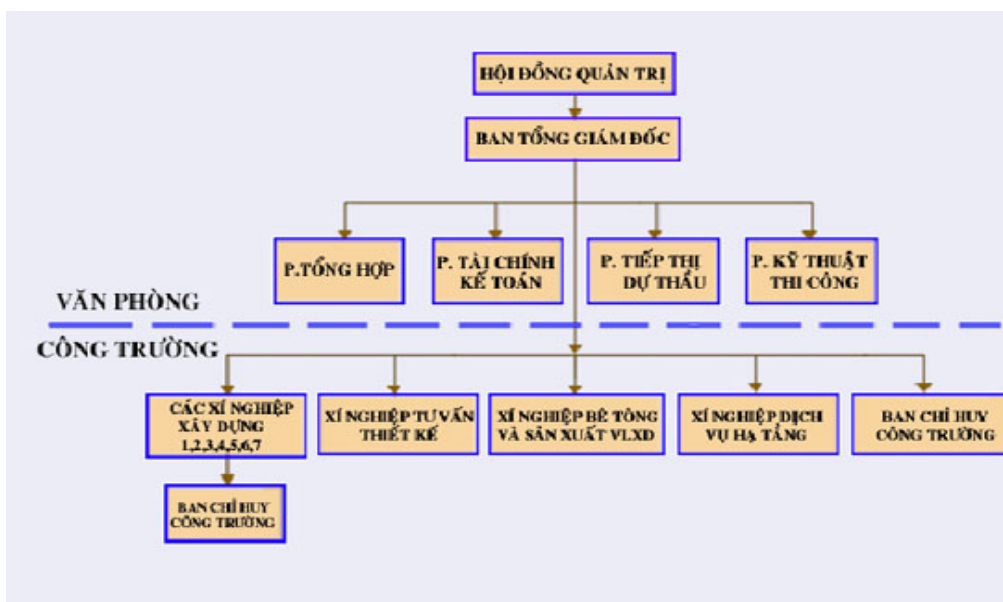 HỘI ĐỒNG QUẢN TRỊ
BAN TỔNG GIÁM ĐỐC
P.TỔNG HỢP
P. TÀI CHÍNH
KẾ TOÁN
P. TIẾP THỊ
DỰ THẦU
P. KỸ THUẬT
THI CÔNG
VĂN PHÒNG
CÔNG TRƯỜNG
CÁC XÍ NGHIỆP
XÂY DỰNG
1,2,3,4,5,6,7
XÍ NGHIỆP TƯ VẤN
THIẾT KẾ
XÍ NGHIỆP BÊ TÔNG
VÀ SẢN XUẤT VLXD
XÍ NGHIỆP DỊCH
VỤ HẠ TẦNG
BAN CHỈ HUY
CÔNG TRƯỜNG
BAN CHỈ HUY
CÔNG TRƯỜNG